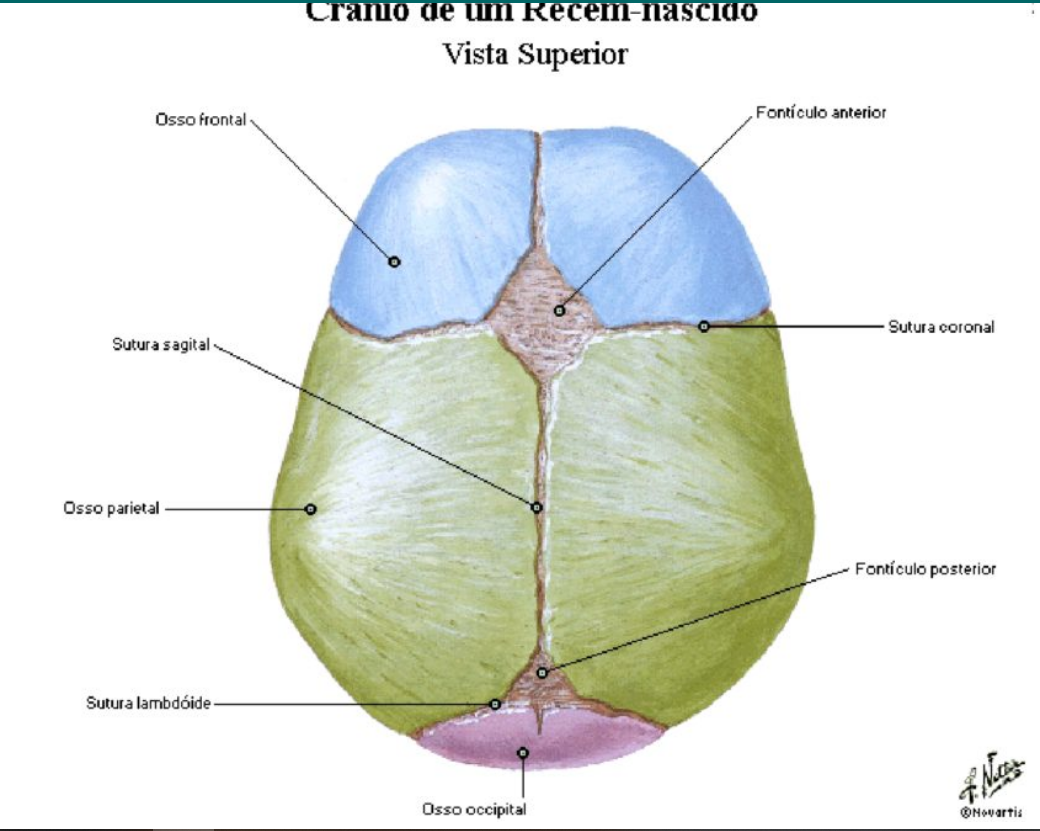 Crânio de um Recém-nascido
Vista Superior
Osso frontal
Fontículo anterior
Sutura sagital
Sutura coronal
Osso parietal
Fontículo posterior
Sutura lambdóide
Osso occipital
F. Netter
©Novartis